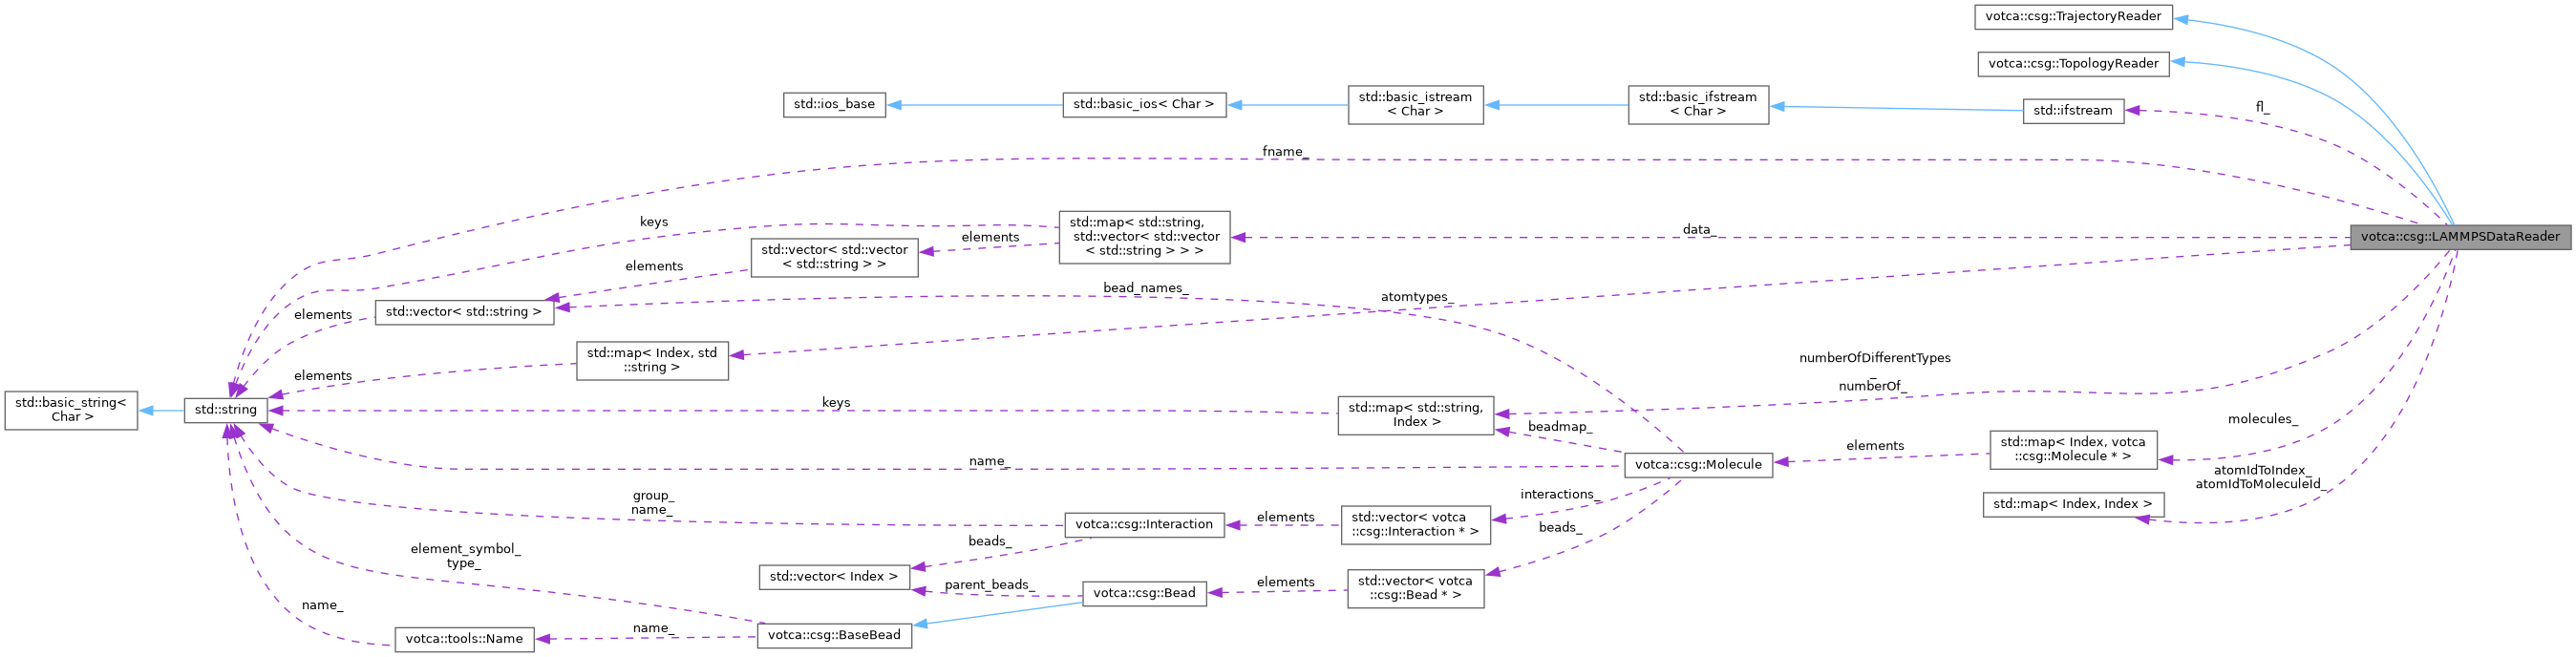 votca::csg::TrajectoryReader
votca::csg::TopologyReader
std::ios_base
std::basic_ios< Char >
std::basic_istream
< Char >
std::basic_ifstream
< Char >
std::ifstream
fl_
fname_
keys
elements
std::map< std::string,
std::vector< std::vector
< std::string > > >
data_
votca::csg::LAMMPSDataReader
std::vector< std::vector
< std::string > >
elements
bead_names_
atomtypes_
elements
std::vector< std::string >
std::map< Index, std
::string >
elements
numberOfDifferentTypes
_
numberOf_
std::basic_string<
Char >
std::string
keys
std::map< std::string,
Index >
beadmap_
molecules_
name_
votca::csg::Molecule
elements
std::map< Index, votca
::csg::Molecule * >
atomIdToIndex_
atomIdToMoleculeId_
std::map< Index, Index >
group_
name_
votca::csg::Interaction
elements
interactions_
std::vector< votca
::csg::Interaction * >
beads_
beads_
element_symbol_
type_
std::vector< Index >
parent_beads_
votca::csg::Bead
elements
std::vector< votca
::csg::Bead * >
name_
votca::tools::Name
name_
votca::csg::BaseBead